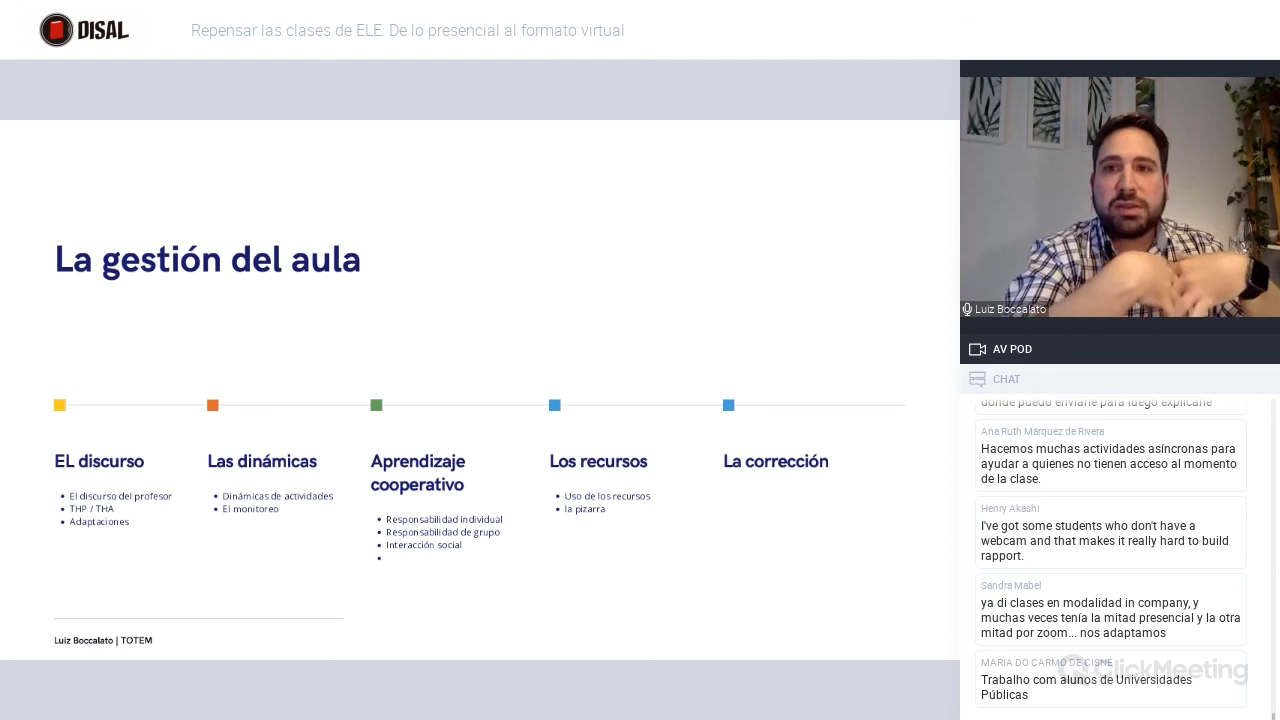 DISAL
Repensar las clases de ELE: De lo presencial al formato virtual
La gestión del aula
EL discurso
El discurso del profesor
THP / THA
Adaptaciones
Las dinámicas
Dinámicas de actividades
El monitoreo
Aprendizaje
cooperativo
Responsabilidad individual
Responsabilidad de grupo
Interacción social
Los recursos
Uso de los recursos
la pizarra
La corrección
Luiz Boccalato | TOTEM
Luiz Boccalato
AV POD
CHAT
donde puedo enviarle para luego explicarle
Ana Ruth Márquez de Rivera
Hacemos muchas actividades asíncronas para
ayudar a quienes no tienen acceso al momento
de la clase.
Henry Akashi
I've got some students who don't have a
webcam and that makes it really hard to build
rapport.
Sandra Mabel
ya di clases en modalidad in company, y
muchas veces tenía la mitad presencial y la otra
mitad por zoom... nos adaptamos
MARIA DO CARMO DE CISNE
Trabalho com alunos de Universidades
Públicas
ClickMeeting